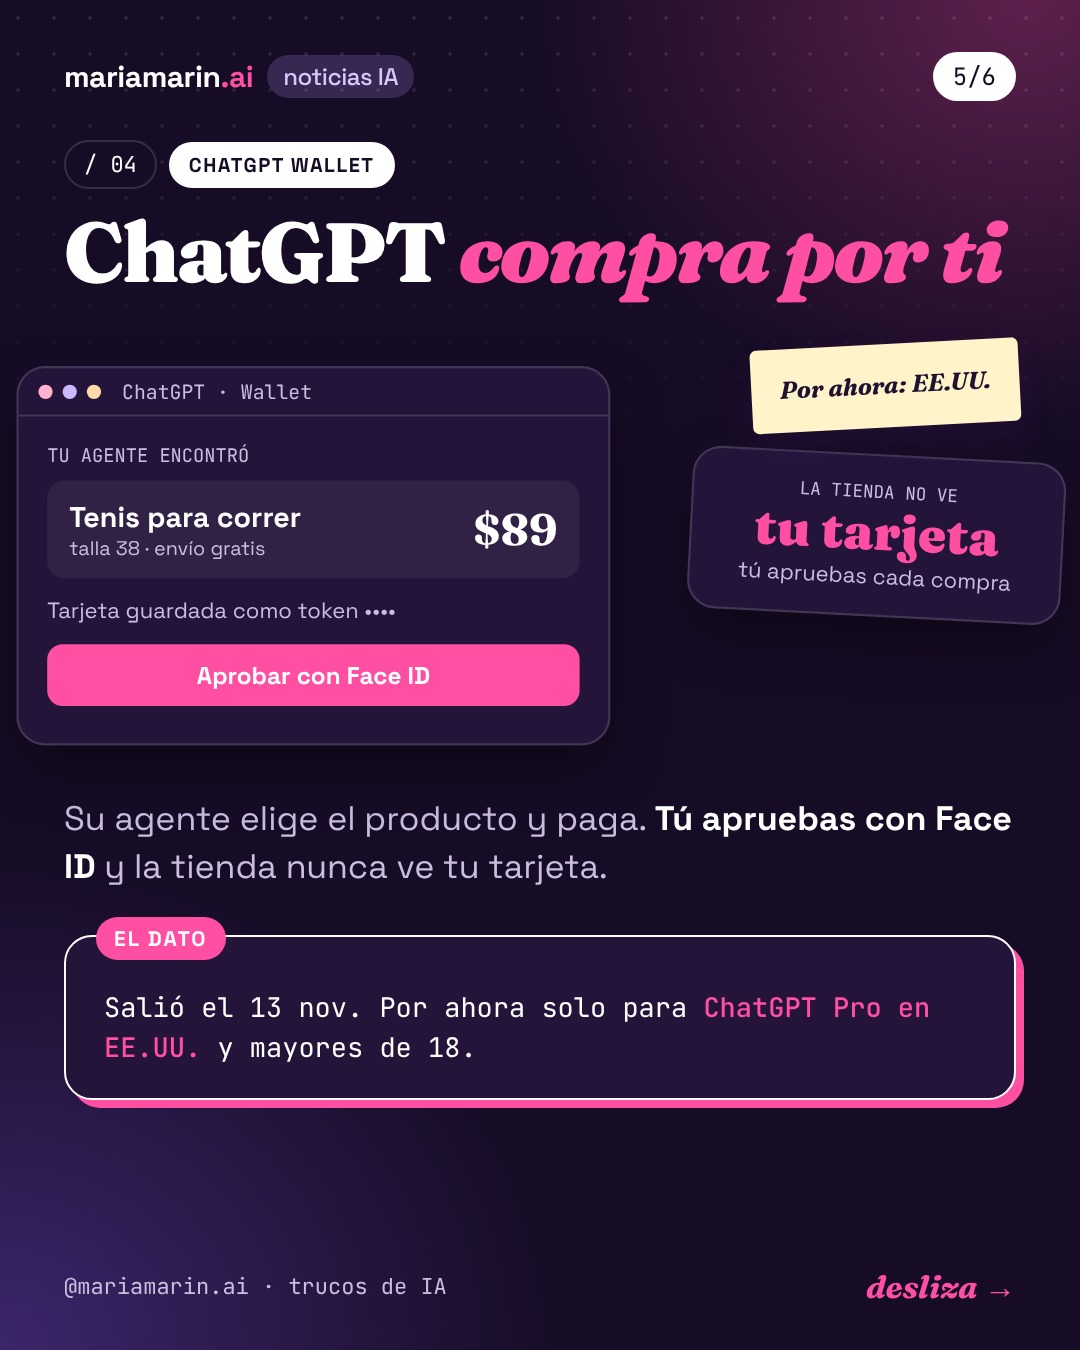 mariamarin.ai noticias IA
5/6
/ 04 CHATGPT WALLET
ChatGPT compra por ti
ChatGPT · Wallet
TU AGENTE ENCONTRÓ
Tenis para correr
talla 38 · envío gratis
$89
Tarjeta guardada como token ••••
Aprobar con Face ID
Por ahora: EE.UU.
LA TIENDA NO VE
tu tarjeta
tú apruebas cada compra
Su agente elige el producto y paga. Tú apruebas con Face
ID y la tienda nunca ve tu tarjeta.
EL DATO
Salió el 13 nov. Por ahora solo para ChatGPT Pro en
EE.UU. y mayores de 18.
@mariamarin.ai · trucos de IA
desliza →